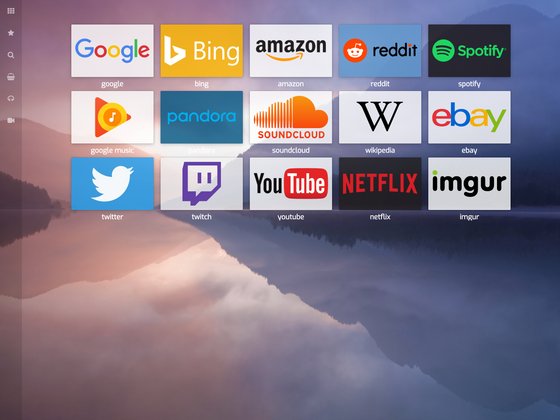 Google
Bing
amazon
reddit
Spotify
google
bing
amazon
reddit
spotify
pandora
SOUNDCLOUD
W
ebay
google music
pandora
soundcloud
wikipedia
ebay
YouTube
NETFLIX
imgur
twitter
twitch
youtube
netflix
imgur